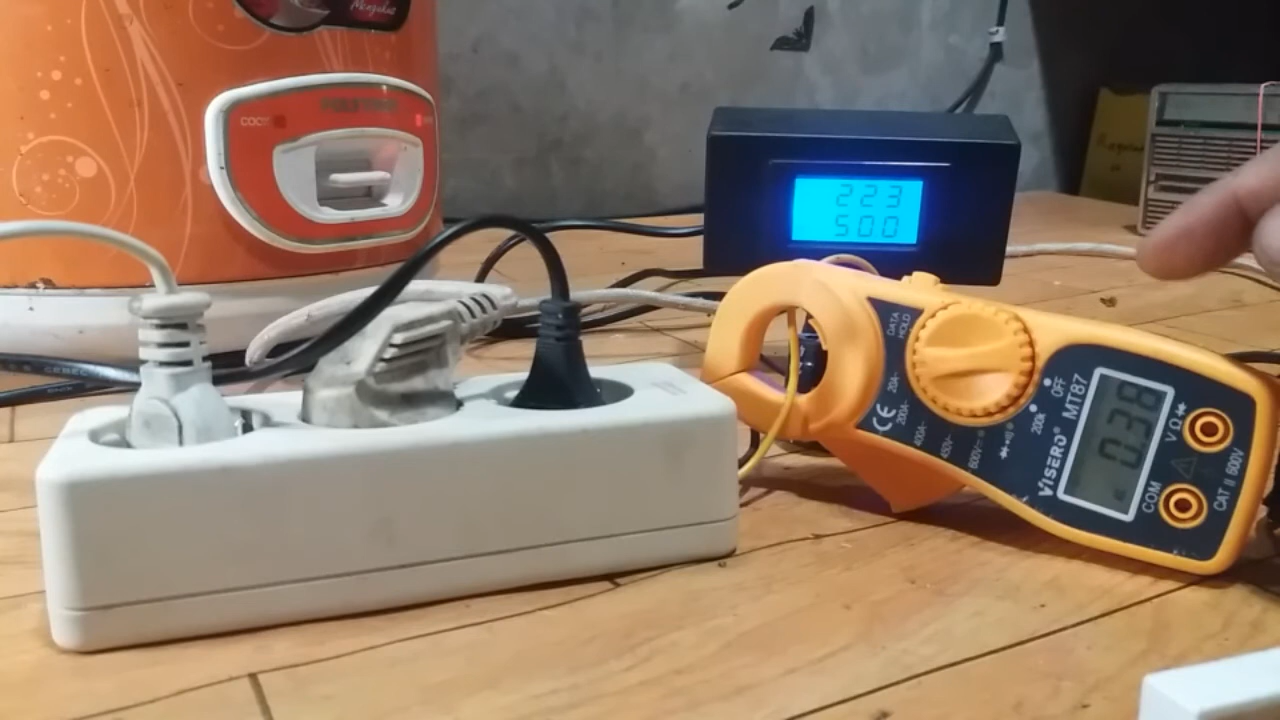 COOK
223
500
DATA
HOLD
20A~
200A~
400A~
450V~
600V
200k
OFF
VISERO MT87
0.38
VΩ
COM
CAT II 600V
CE